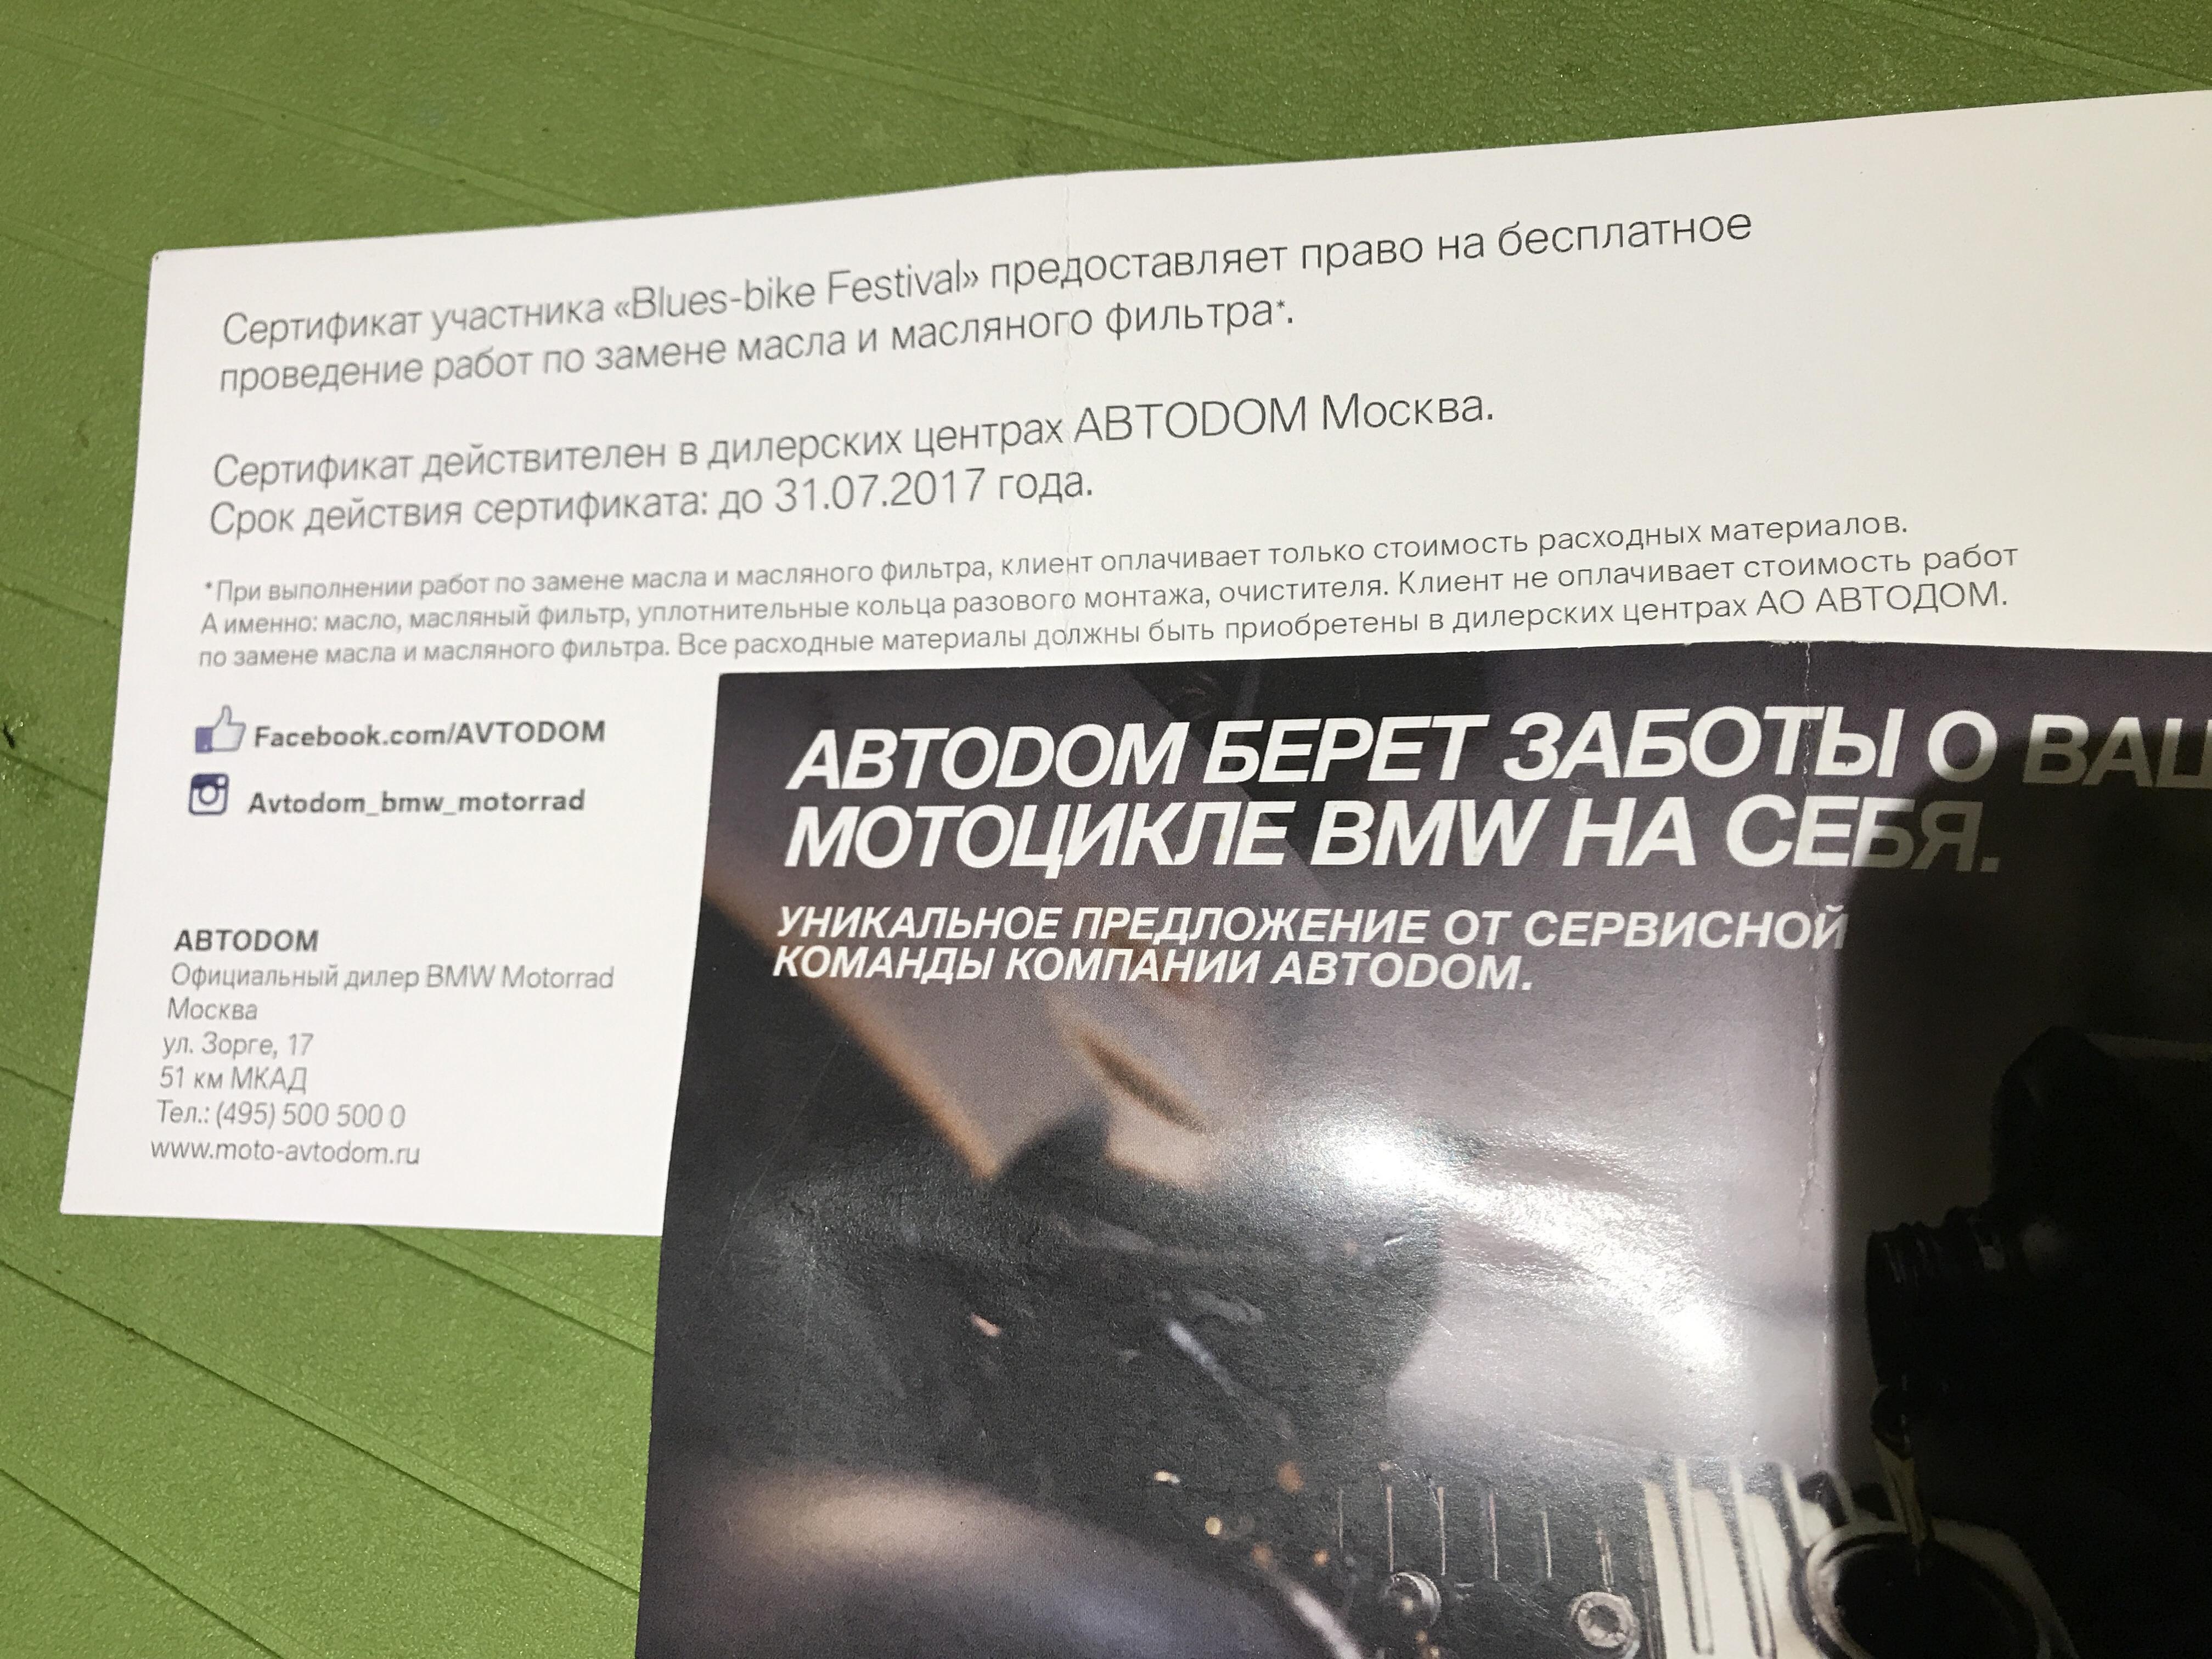 Сертификат участника «Blues-bike Festival» предоставляет право на бесплатное
проведение работ по замене масла и масляного фильтра*.
Сертификат действителен в дилерских центрах АВТОDОМ Москва.
Срок действия сертификата: до 31.07.2017 года.
*При выполнении работ по замене масла и масляного фильтра, клиент оплачивает только стоимость расходных материалов.
А именно: масло, масляный фильтр, уплотнительные кольца разового монтажа, очистителя. Клиент не оплачивает стоимость работ
по замене масла и масляного фильтра. Все расходные материалы должны быть приобретены в дилерских центрах АО АВТОДОМ.
Facebook.com/AVTODOM
Avtodom_bmw_motorrad
АВТОDОМ
Официальный дилер BMW Motorrad
Москва
ул. Зорге, 17
51 км МКАД
Тел.: (495) 500 500 0
www.moto-avtodom.ru
АВТОDОМ БЕРЕТ ЗАБОТЫ О
МОТОЦИКЛЕ BMW НА СЕБЯ.
УНИКАЛЬНОЕ ПРЕДЛОЖЕНИЕ ОТ СЕРВИСНОЙ
КОМАНДЫ КОМПАНИИ АВТОDОМ.